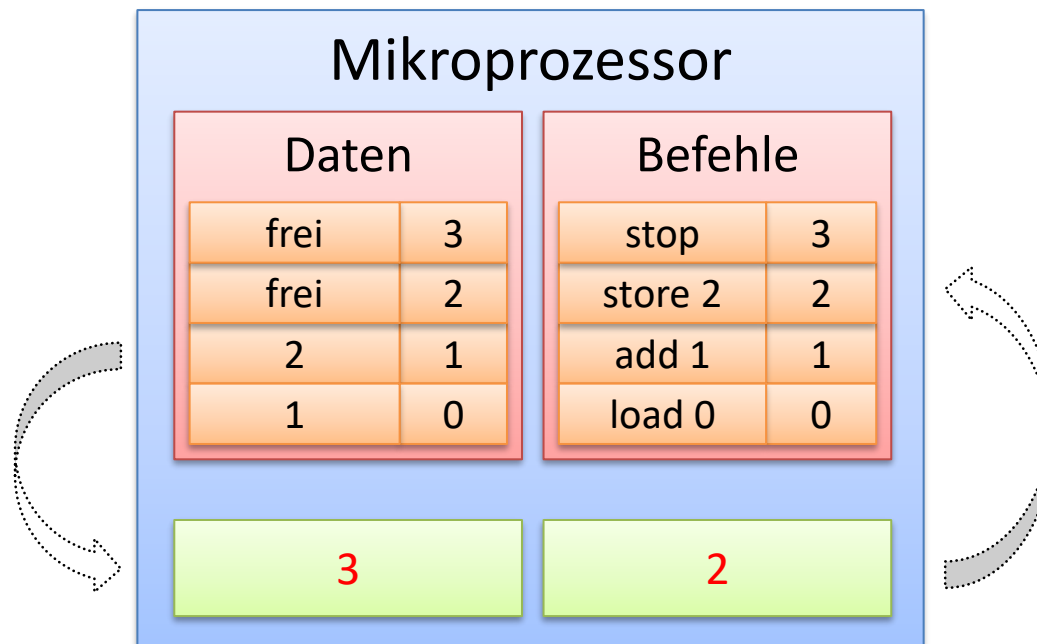 Mikroprozessor
Daten
frei 3
frei 2
2 1
1 0
Befehle
stop 3
store 2 2
add 1 1
load 0 0
3
2